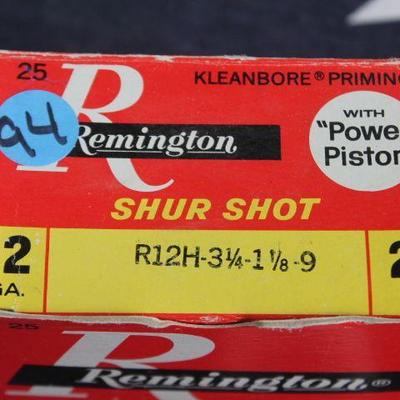 25 KLEANBORE® PRIMING
R
94
Remington
WITH
"Power
Piston
SHUR SHOT
2
GA.
R12H-3¼-1⅛-9
2
25
R
Remington®